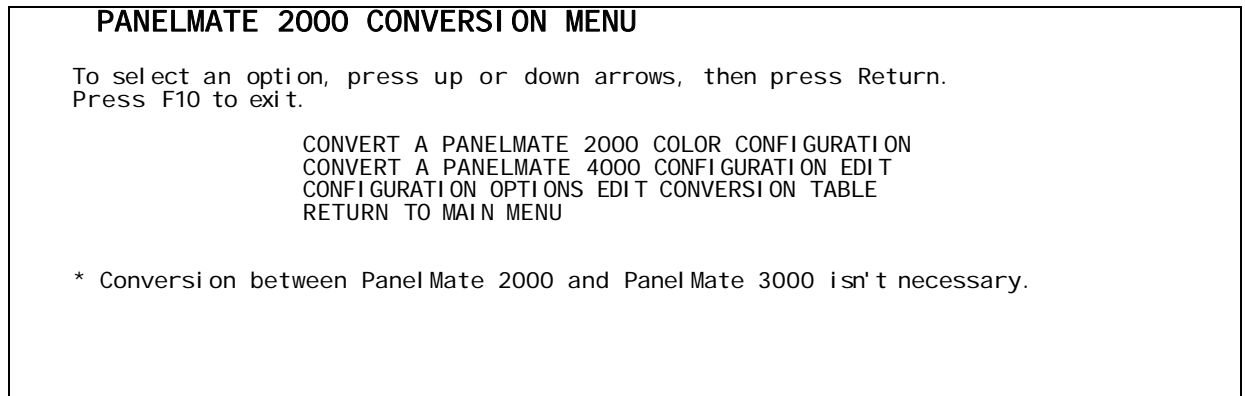 PANELMATE 2000 CONVERSION MENU
To select an option, press up or down arrows, then press Return.
Press F10 to exit.
CONVERT A PANELMATE 2000 COLOR CONFIGURATION
CONVERT A PANELMATE 4000 CONFIGURATION EDIT
CONFIGURATION OPTIONS EDIT CONVERSION TABLE
RETURN TO MAIN MENU
* Conversion between PanelMate 2000 and PanelMate 3000 isn't necessary.